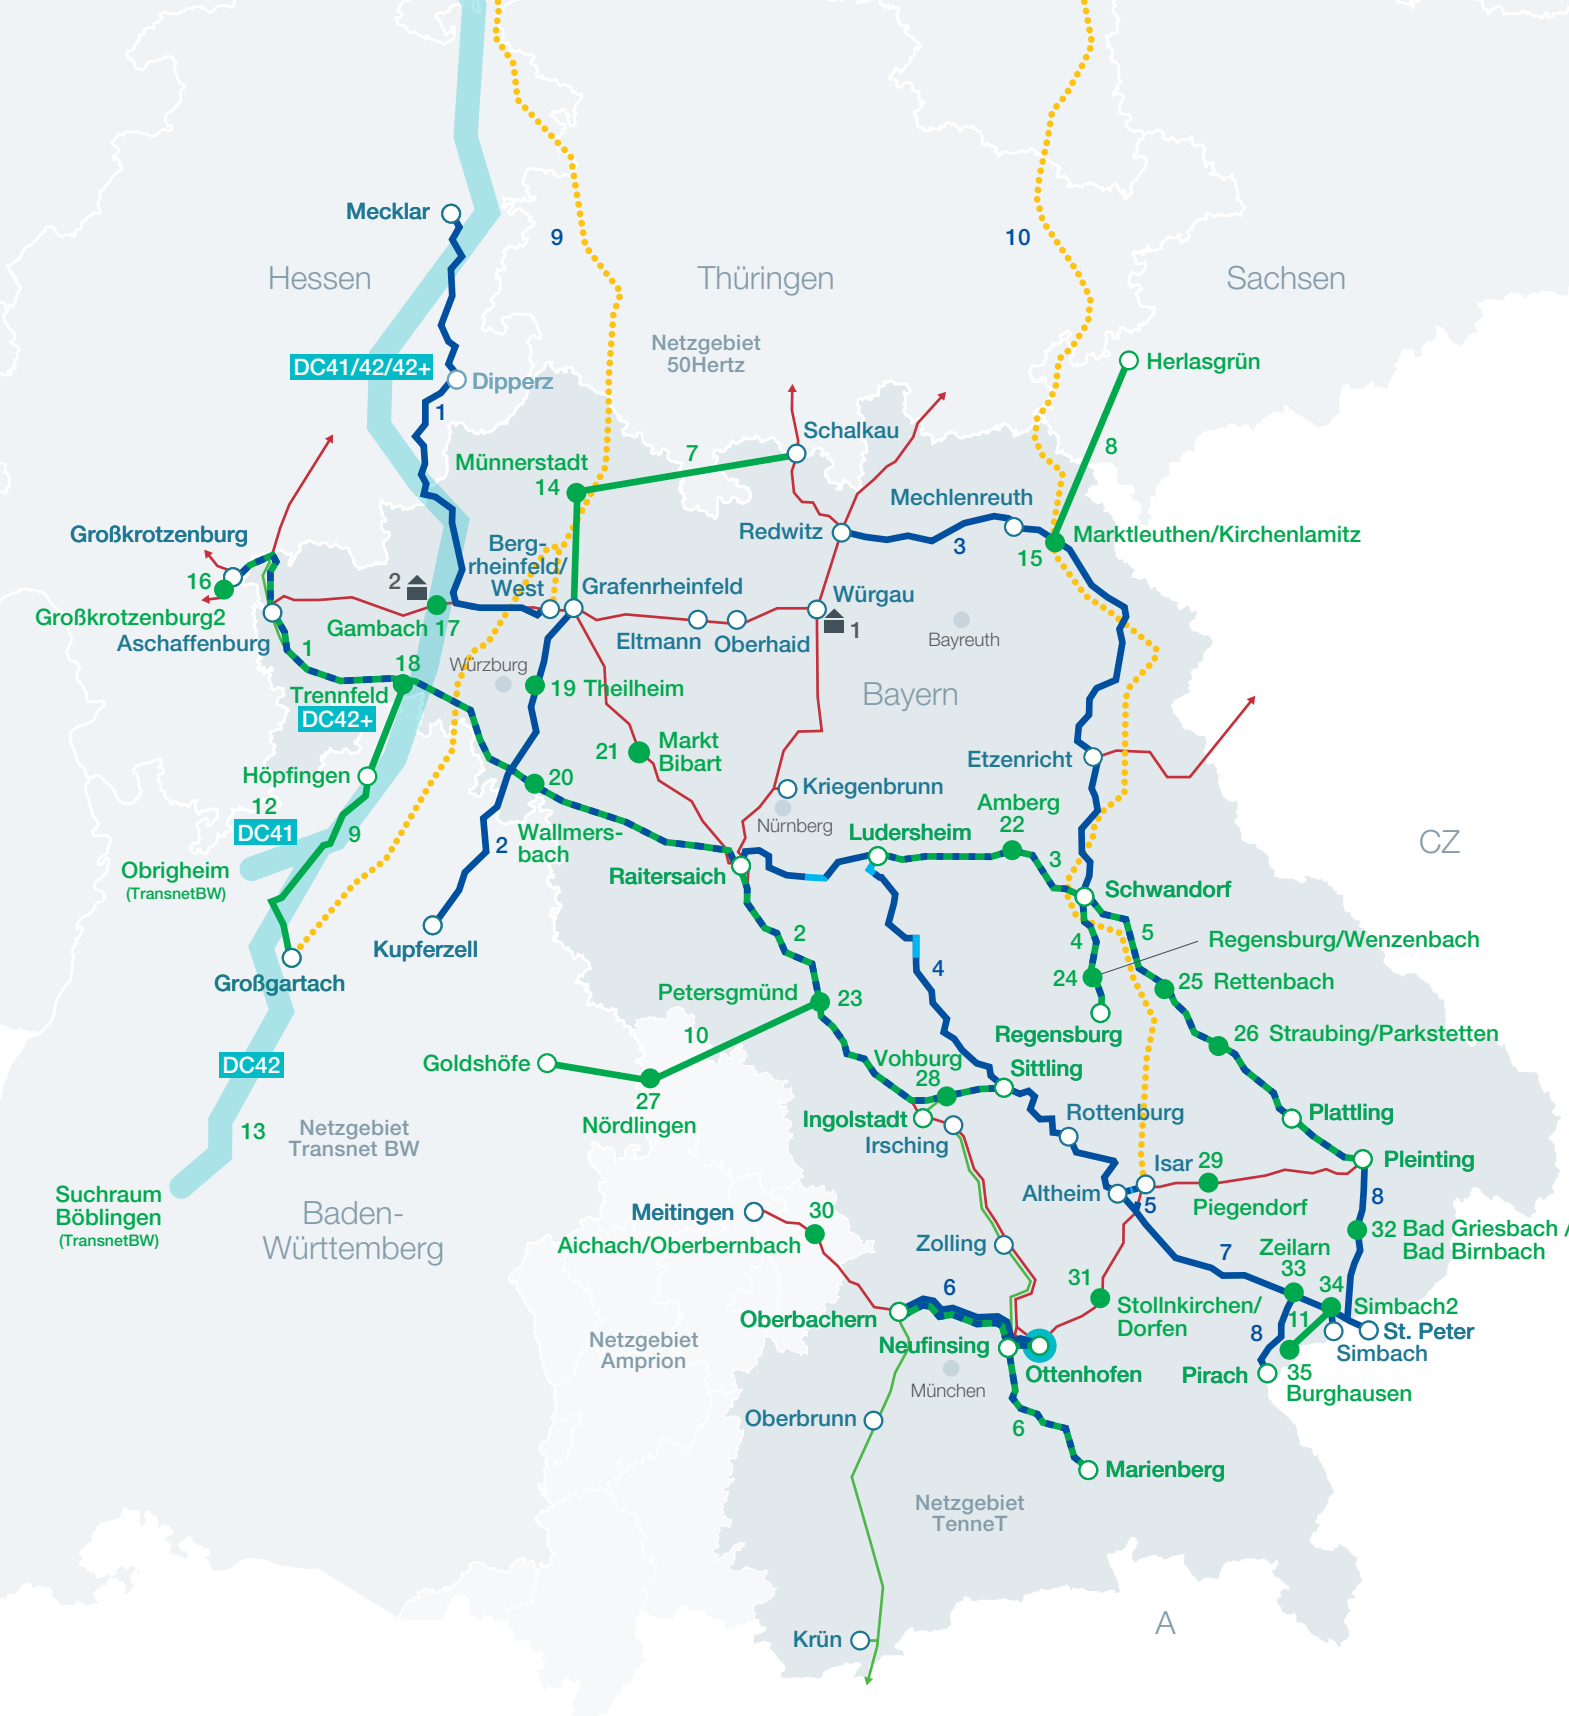 Mecklar
9
10
Hessen
Thüringen
Sachsen
Netzgebiet
50Hertz
DC41/42/42+
Dipperz
Herlasgrün
1
Schalkau
7
8
Münnerstadt
14
Mechlenreuth
Großkrotzenburg
Redwitz
3
15
Marktleuthen/Kirchenlamitz
Berg-
rheinfeld/
West
16
2
Grafenrheinfeld
Würgau
Großkrotzenburg2
Gambach 17
1
Aschaffenburg
Eltmann
Oberhaid
Bayreuth
1
18
Würzburg
Trennfeld
19 Theilheim
Bayern
DC42+
21
Markt
Bibart
Etzenricht
Höpfingen
20
Kriegenbrunn
Amberg
22
12
DC41
9
2
Wallmers-
bach
Nürnberg
Ludersheim
CZ
3
Obrigheim
(TransnetBW)
Raitersaich
Schwandorf
Kupferzell
2
4
4
5
Regensburg/Wenzenbach
Großgartach
Petersgmünd
23
24
25 Rettenbach
10
Regensburg
26 Straubing/Parkstetten
Goldshöfe
Vohburg
28
Sittling
DC42
27
Nördlingen
Ingolstadt
Rottenburg
Plattling
13
Netzgebiet
Transnet BW
Irsching
Isar
29
Pleinting
Suchraum
Böblingen
(TransnetBW)
Altheim
5
Piegendorf
8
Baden-
Württemberg
Meitingen
30
Aichach/Oberbernbach
Zolling
7
Zeilarn
33
32 Bad Griesbach /
Bad Birnbach
6
31
Stollnkirchen/
Dorfen
34
Simbach2
Oberbachern
11
8
St. Peter
Simbach
Netzgebiet
Amprion
Neufinsing
Ottenhofen
Pirach
35
Burghausen
München
Oberbrunn
6
Marienberg
Netzgebiet
TenneT
A
Krün